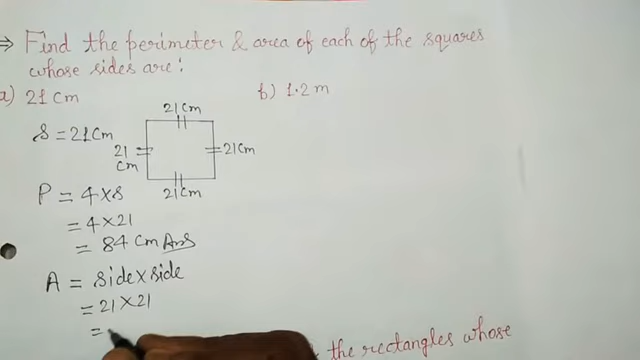 ⇒ Find the perimeter & area of each of the squares
whose sides are:
a) 21 cm
b) 1.2 m
S = 21 Cm
21 Cm
21 Cm
21 Cm
21 Cm
P = 4 × S
= 4 × 21
= 84 Cm Ans
A = Side × Side
= 21 × 21
=
the rectangles whose